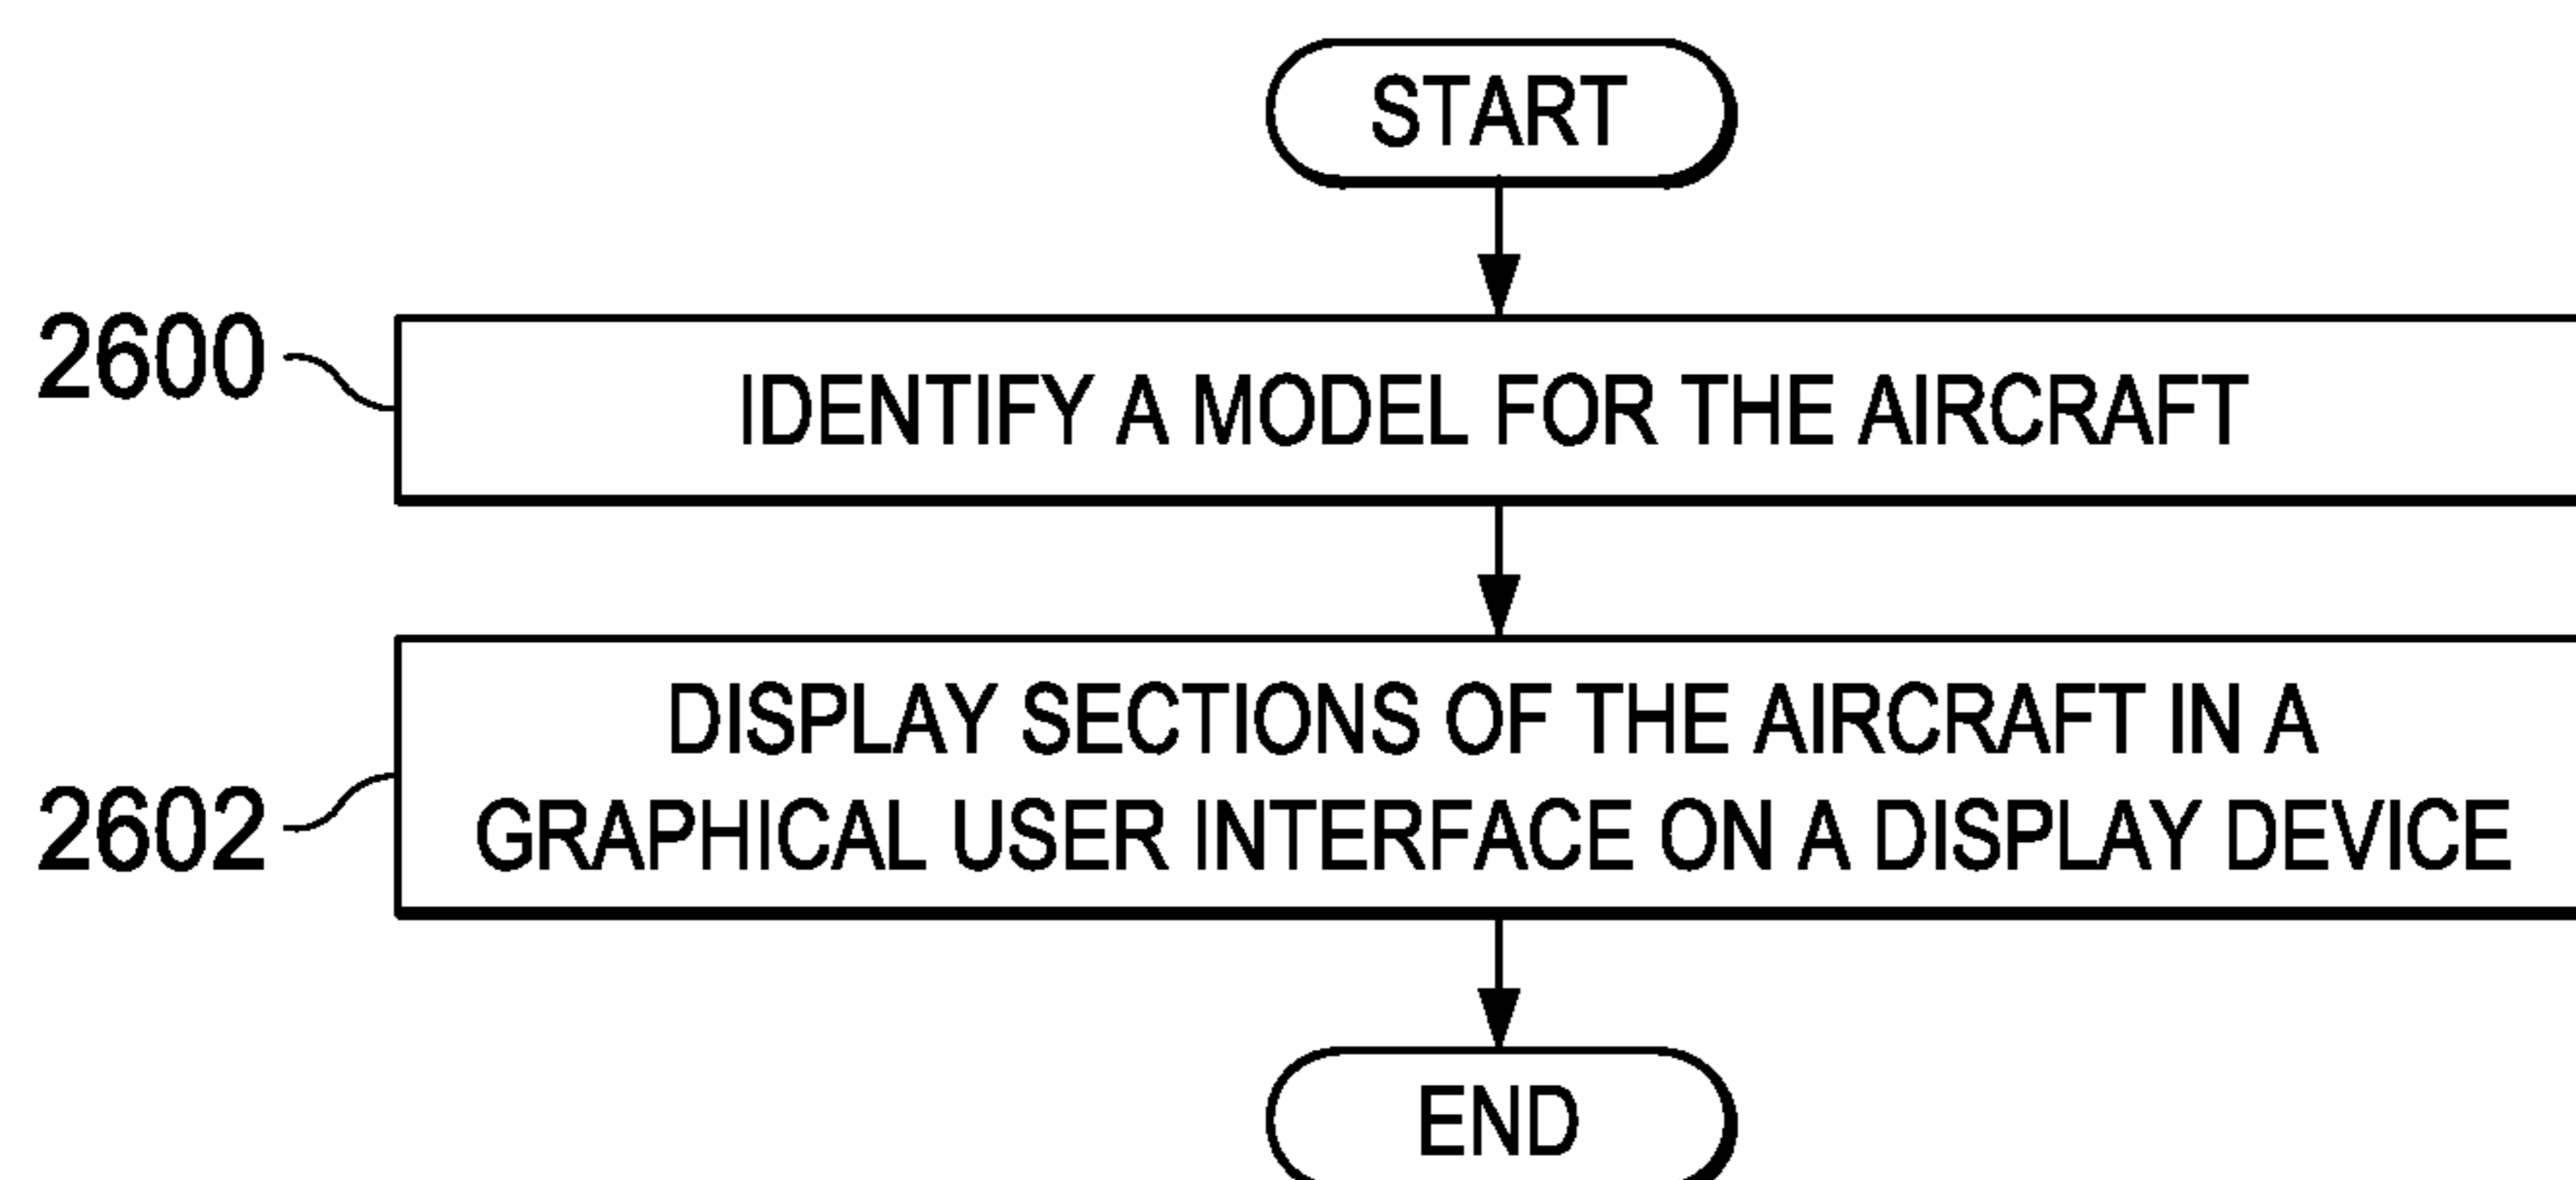 START
2600
IDENTIFY A MODEL FOR THE AIRCRAFT
DISPLAY SECTIONS OF THE AIRCRAFT IN A
2602
GRAPHICAL USER INTERFACE ON A DISPLAY DEVICE
END